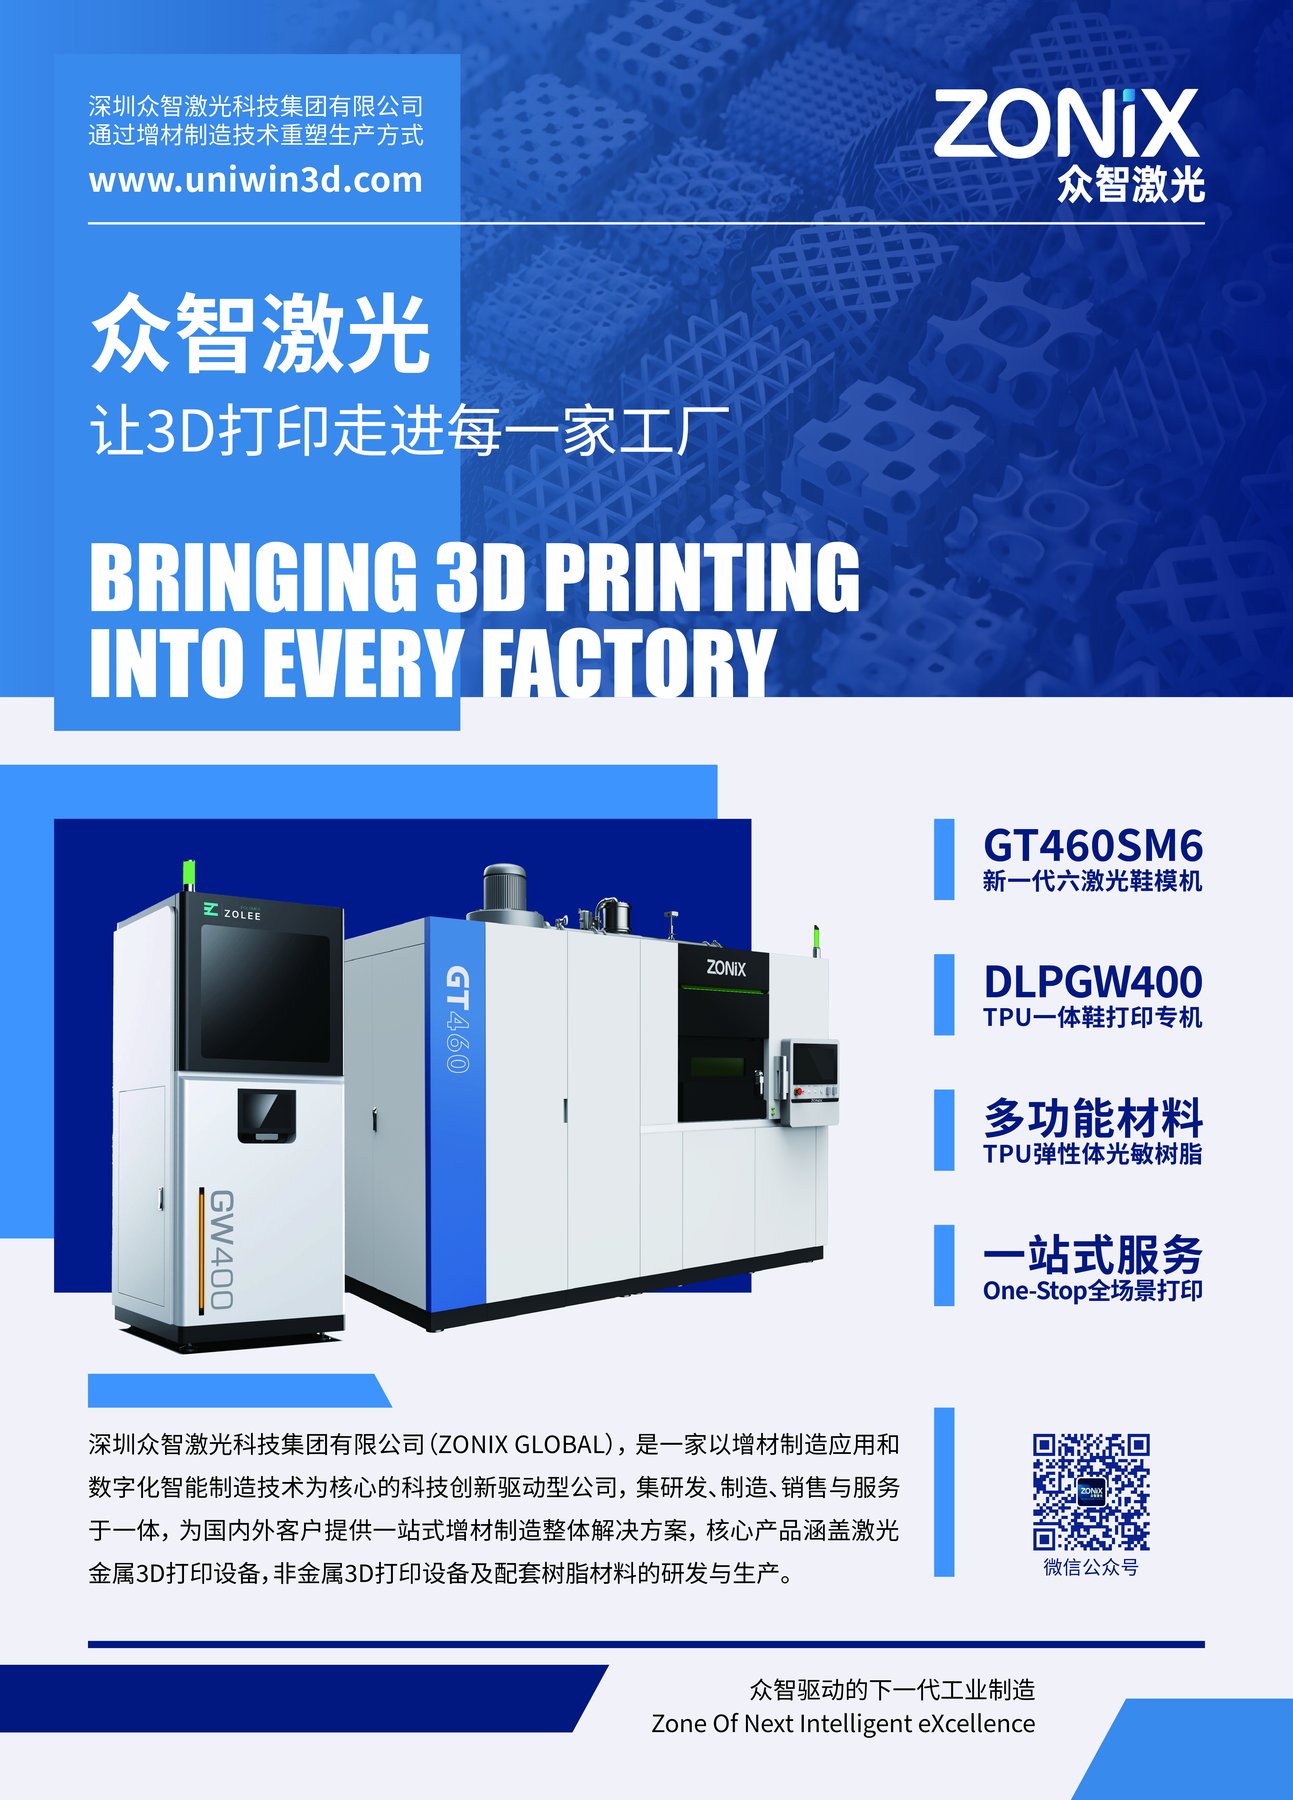 深圳众智激光科技集团有限公司
通过增材制造技术重塑生产方式
www.uniwin3d.com
ZONiX
众智激光
众智激光
让3D打印走进每一家工厂
BRINGING 3D PRINTING
INTO EVERY FACTORY
ZOLEE
GW400
GT460
ZONiX
ZONiX
GT460SM6
新一代六激光鞋模机
DLPGW400
TPU一体鞋打印专机
多功能材料
TPU弹性体光敏树脂
一站式服务
One-Stop全场景打印
深圳众智激光科技集团有限公司（ZONIX GLOBAL），是一家以增材制造应用和
数字化智能制造技术为核心的科技创新驱动型公司，集研发、制造、销售与服务
于一体，为国内外客户提供一站式增材制造整体解决方案，核心产品涵盖激光
金属3D打印设备，非金属3D打印设备及配套树脂材料的研发与生产。
ZONiX
微信公众号
众智驱动的下一代工业制造
Zone Of Next Intelligent eXcellence